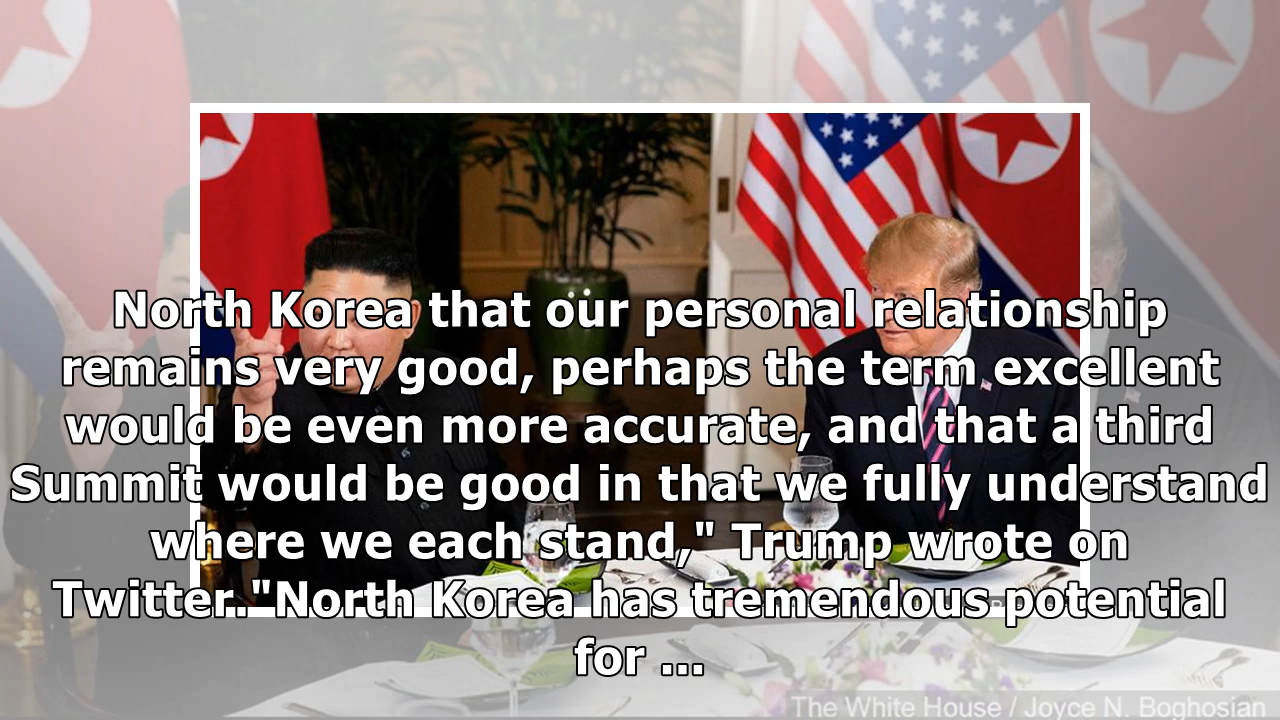 North Korea that our personal relationship
remains very good, perhaps the term excellent
would be even more accurate, and that a third
Summit would be good in that we fully understand
where we each stand," Trump wrote on
Twitter."North Korea has tremendous potential
for ...
The White House / Joyce N. Boghosian